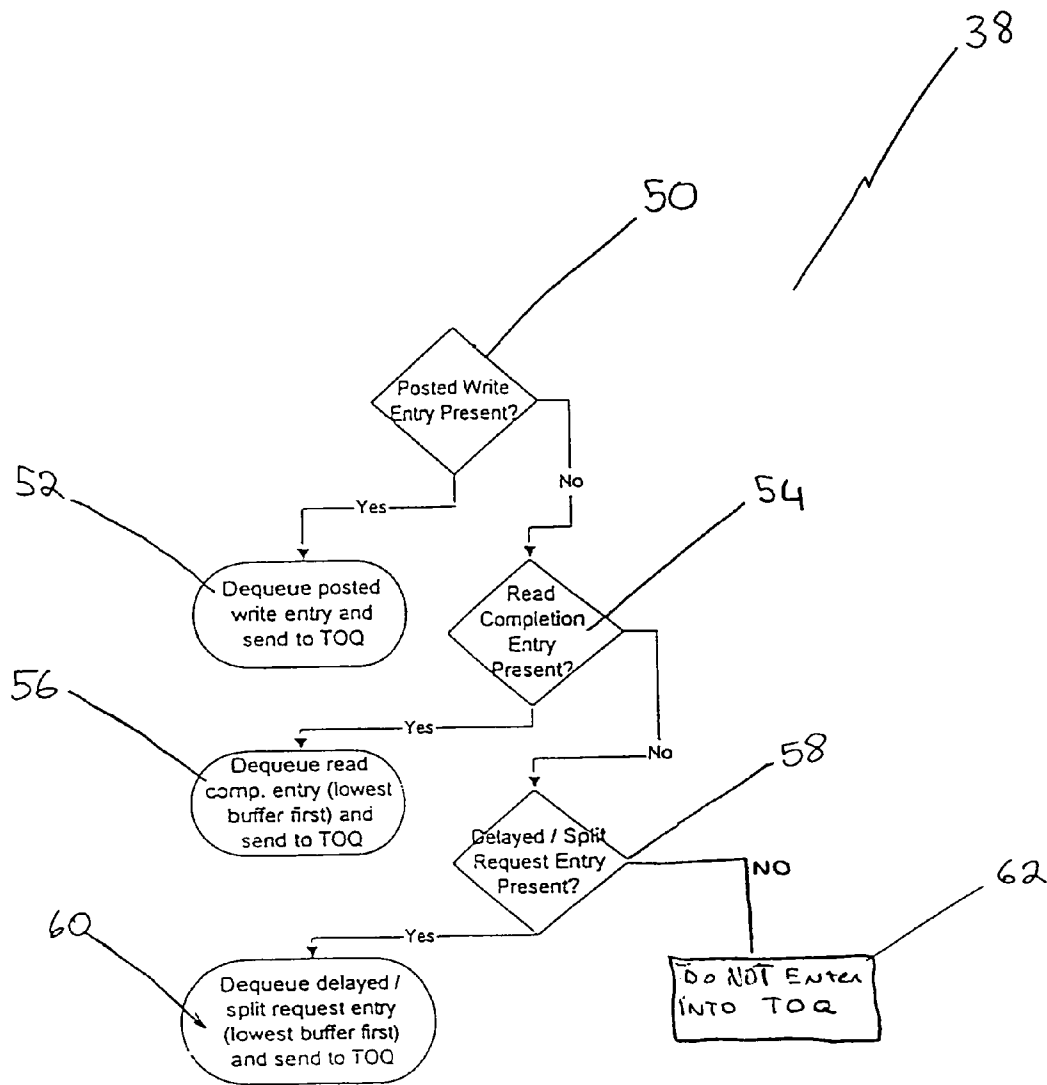 38
50
Posted Write
Entry Present?
No
Yes
52
54
Dequeue posted
write entry and
send to TOQ
Read
Completion
Entry
Present?
56
Yes
No
Dequeue read
comp. entry (lowest
buffer first) and
send to TOQ
58
Delayed / Split
Request Entry
Present?
NO
62
60
Yes
Dequeue delayed /
split request entry
(lowest buffer first)
and send to TOQ
Do NOT Enter
INTO TOQ